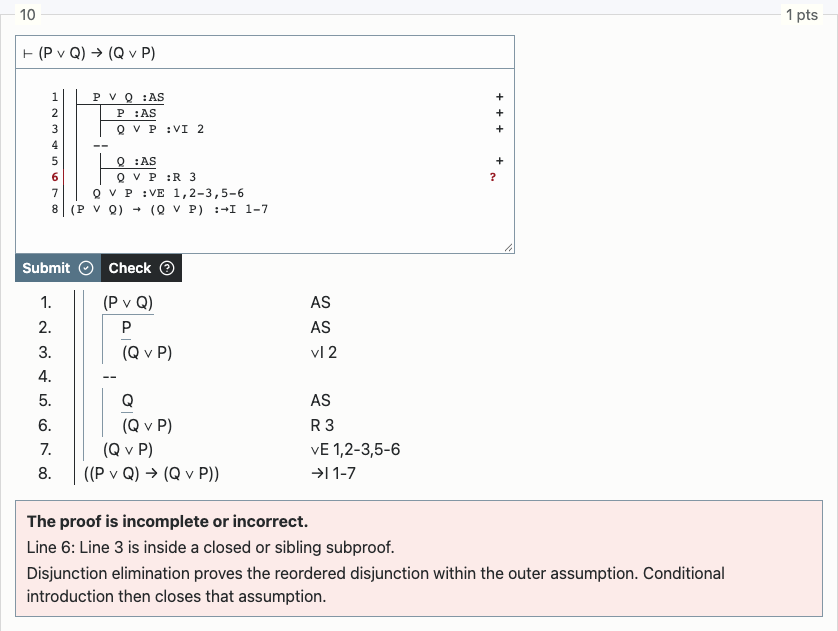 10 1 pts
⊢ (P ∨ Q) → (Q ∨ P)
1 P ∨ Q :AS +
2 P :AS +
3 Q ∨ P :∨I 2 +
4 --
5 Q :AS +
6 Q ∨ P :R 3 ?
7 Q ∨ P :∨E 1,2-3,5-6
8 (P ∨ Q) → (Q ∨ P) :→I 1-7
Submit Check ?
1. (P ∨ Q) AS
2. P AS
3. (Q ∨ P) ∨I 2
4. --
5. Q AS
6. (Q ∨ P) R 3
7. (Q ∨ P) ∨E 1,2-3,5-6
8. ((P ∨ Q) → (Q ∨ P)) →I 1-7
The proof is incomplete or incorrect.
Line 6: Line 3 is inside a closed or sibling subproof.
Disjunction elimination proves the reordered disjunction within the outer assumption. Conditional
introduction then closes that assumption.